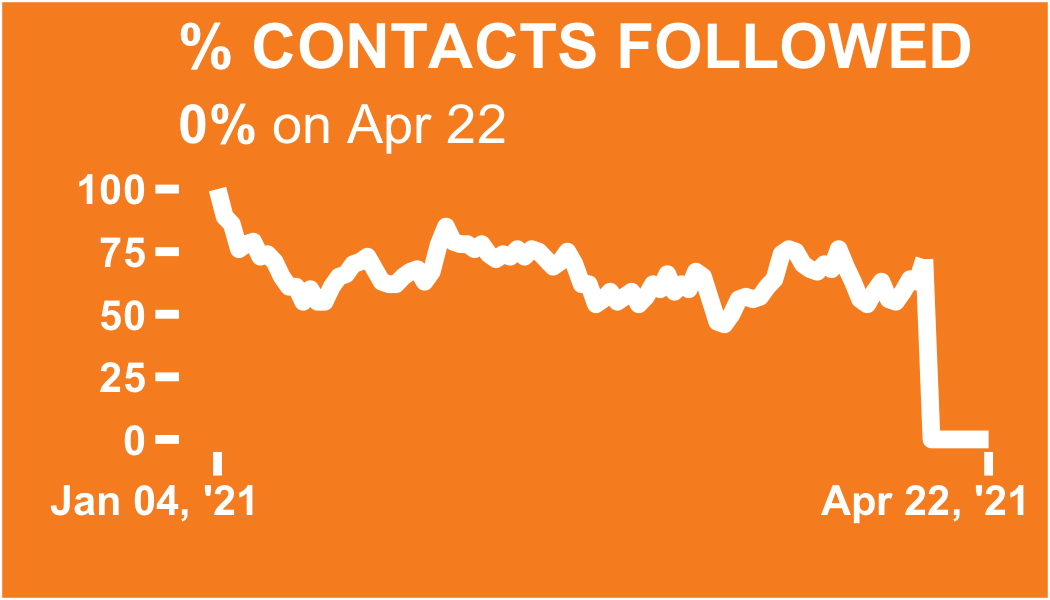 % CONTACTS FOLLOWED
0% on Apr 22
100
75
50
25
0
Jan 04, '21
Apr 22, '21